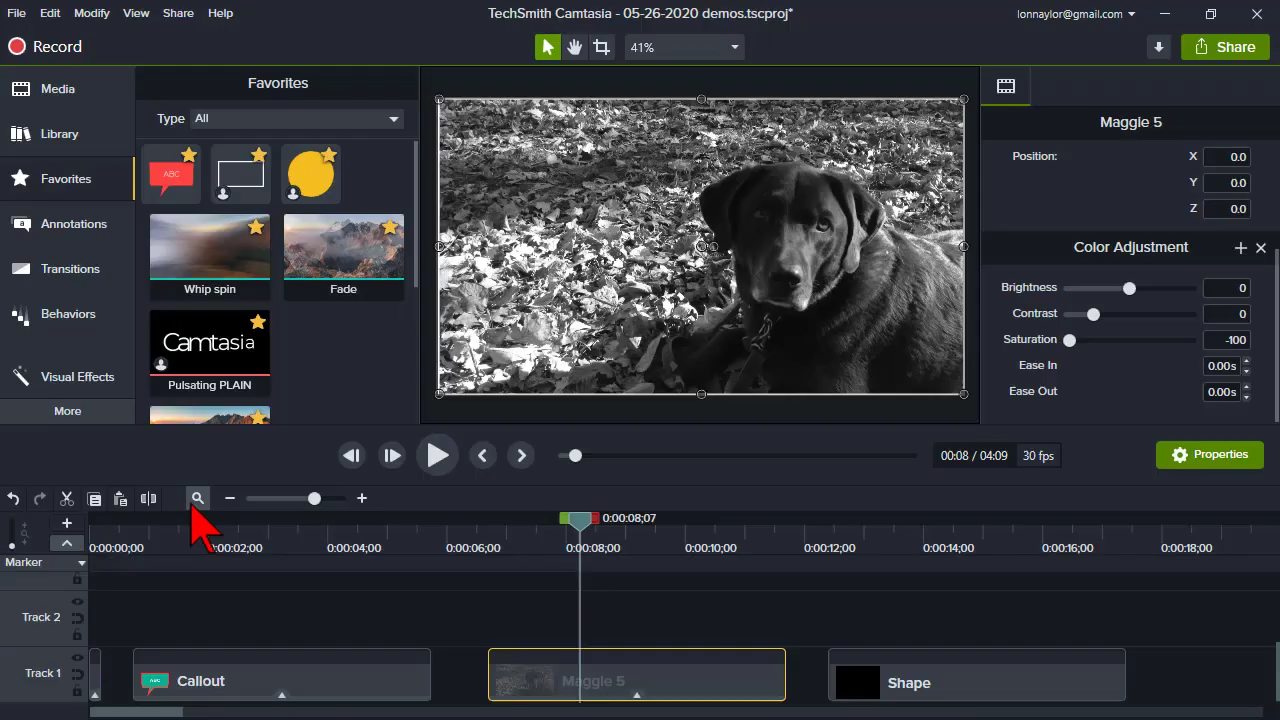 File Edit Modify View Share Help
TechSmith Camtasia - 05-26-2020 demos.tscproj*
lonnaylor@gmail.com
Record
41%
Share
Media
Library
Favorites
Annotations
Transitions
Behaviors
Visual Effects
More
Favorites
Type All
ABC
Whip spin
Fade
Camtasia
Pulsating PLAIN
Maggle 5
Position: X 0.0
Y 0.0
Z 0.0
Color Adjustment
Brightness 0
Contrast 0
Saturation -100
Ease In 0.00s
Ease Out 0.00s
00:08 / 04:09 30 fps
Properties
0:00:08;07
0:00:00;00 0:00:02;00 0:00:04;00 0:00:06;00 0:00:08;00 0:00:10;00 0:00:12;00 0:00:14;00 0:00:16;00 0:00:18;00
Marker
Track 2
Track 1
ABC Callout
Maggle 5
Shape